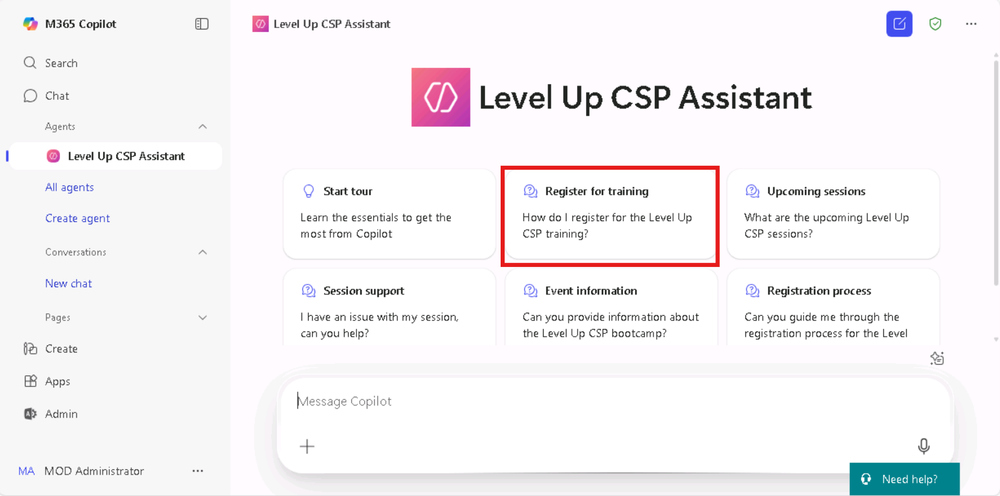 M365 Copilot
Search
Chat
Agents
Level Up CSP Assistant
All agents
Create agent
Conversations
New chat
Pages
Create
Apps
Admin
MA MOD Administrator
Level Up CSP Assistant
Level Up CSP Assistant
Start tour
Learn the essentials to get the
most from Copilot
Register for training
How do I register for the Level Up
CSP training?
Upcoming sessions
What are the upcoming Level Up
CSP sessions?
Session support
I have an issue with my session,
can you help?
Event information
Can you provide information about
the Level Up CSP bootcamp?
Registration process
Can you guide me through the
registration process for the Level
Message Copilot
Need help?